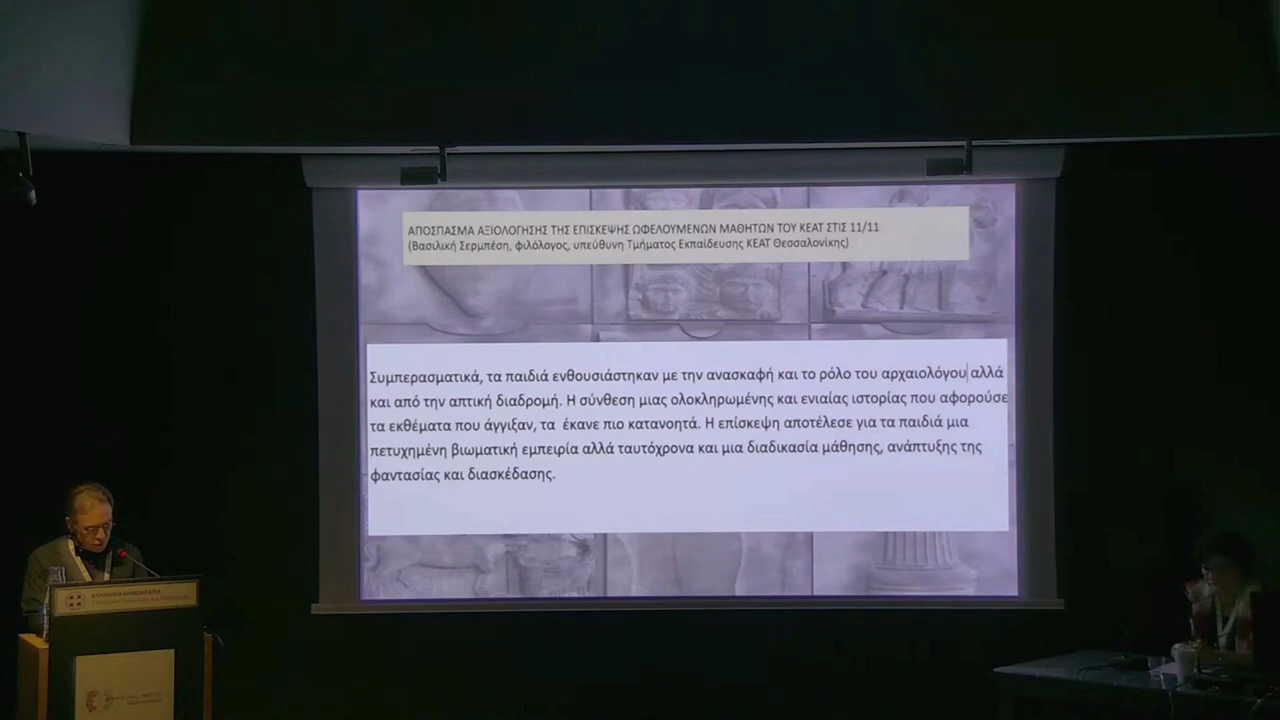 ΑΠΟΣΠΑΣΜΑ ΑΞΙΟΛΟΓΗΣΗΣ ΤΗΣ ΕΠΙΣΚΕΨΗΣ ΩΦΕΛΟΥΜΕΝΩΝ ΜΑΘΗΤΩΝ ΤΟΥ ΚΕΑΤ ΣΤΙΣ 11/11
(Βασιλική Σερμπέση, φιλόλογος, υπεύθυνη Τμήματος Εκπαίδευσης ΚΕΑΤ Θεσσαλονίκης)
Συμπερασματικά, τα παιδιά ενθουσιάστηκαν με την ανασκαφή και το ρόλο του αρχαιολόγου αλλά
και από την απτική διαδρομή. Η σύνθεση μιας ολοκληρωμένης και ενιαίας ιστορίας που αφορούσε
τα εκθέματα που άγγιξαν, τα έκανε πιο κατανοητά. Η επίσκεψη αποτέλεσε για τα παιδιά μια
πετυχημένη βιωματική εμπειρία αλλά ταυτόχρονα και μια διαδικασία μάθησης, ανάπτυξης της
φαντασίας και διασκέδασης.
ΕΛΛΗΝΙΚΗ ΔΗΜΟΚΡΑΤΙΑ